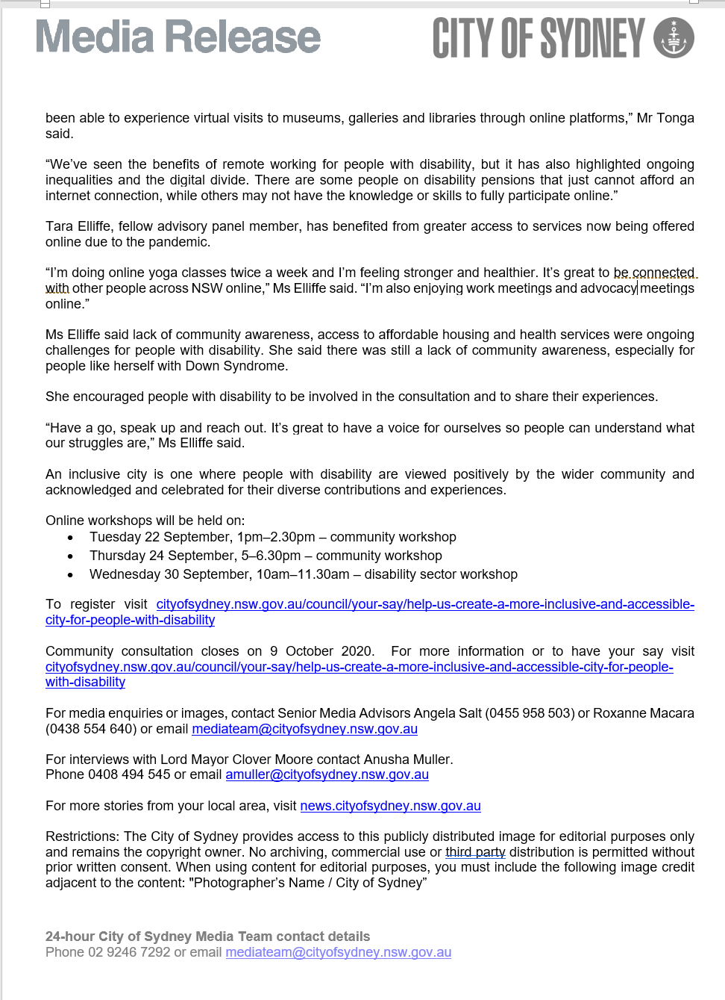 Media Release
CITY OF SYDNEY
been able to experience virtual visits to museums, galleries and libraries through online platforms,” Mr Tonga
said.
“We’ve seen the benefits of remote working for people with disability, but it has also highlighted ongoing
inequalities and the digital divide. There are some people on disability pensions that just cannot afford an
internet connection, while others may not have the knowledge or skills to fully participate online.”
Tara Elliffe, fellow advisory panel member, has benefited from greater access to services now being offered
online due to the pandemic.
“I’m doing online yoga classes twice a week and I’m feeling stronger and healthier. It’s great to be connected
with other people across NSW online,” Ms Elliffe said. “I’m also enjoying work meetings and advocacy meetings
online.”
Ms Elliffe said lack of community awareness, access to affordable housing and health services were ongoing
challenges for people with disability. She said there was still a lack of community awareness, especially for
people like herself with Down Syndrome.
She encouraged people with disability to be involved in the consultation and to share their experiences.
“Have a go, speak up and reach out. It’s great to have a voice for ourselves so people can understand what
our struggles are,” Ms Elliffe said.
An inclusive city is one where people with disability are viewed positively by the wider community and
acknowledged and celebrated for their diverse contributions and experiences.
Online workshops will be held on:
• Tuesday 22 September, 1pm–2.30pm – community workshop
• Thursday 24 September, 5–6.30pm – community workshop
• Wednesday 30 September, 10am–11.30am – disability sector workshop
To register visit cityofsydney.nsw.gov.au/council/your-say/help-us-create-a-more-inclusive-and-accessible-
city-for-people-with-disability
Community consultation closes on 9 October 2020. For more information or to have your say visit
cityofsydney.nsw.gov.au/council/your-say/help-us-create-a-more-inclusive-and-accessible-city-for-people-
with-disability
For media enquiries or images, contact Senior Media Advisors Angela Salt (0455 958 503) or Roxanne Macara
(0438 554 640) or email mediateam@cityofsydney.nsw.gov.au
For interviews with Lord Mayor Clover Moore contact Anusha Muller.
Phone 0408 494 545 or email amuller@cityofsydney.nsw.gov.au
For more stories from your local area, visit news.cityofsydney.nsw.gov.au
Restrictions: The City of Sydney provides access to this publicly distributed image for editorial purposes only
and remains the copyright owner. No archiving, commercial use or third party distribution is permitted without
prior written consent. When using content for editorial purposes, you must include the following image credit
adjacent to the content: "Photographer’s Name / City of Sydney”
24-hour City of Sydney Media Team contact details
Phone 02 9246 7292 or email mediateam@cityofsydney.nsw.gov.au